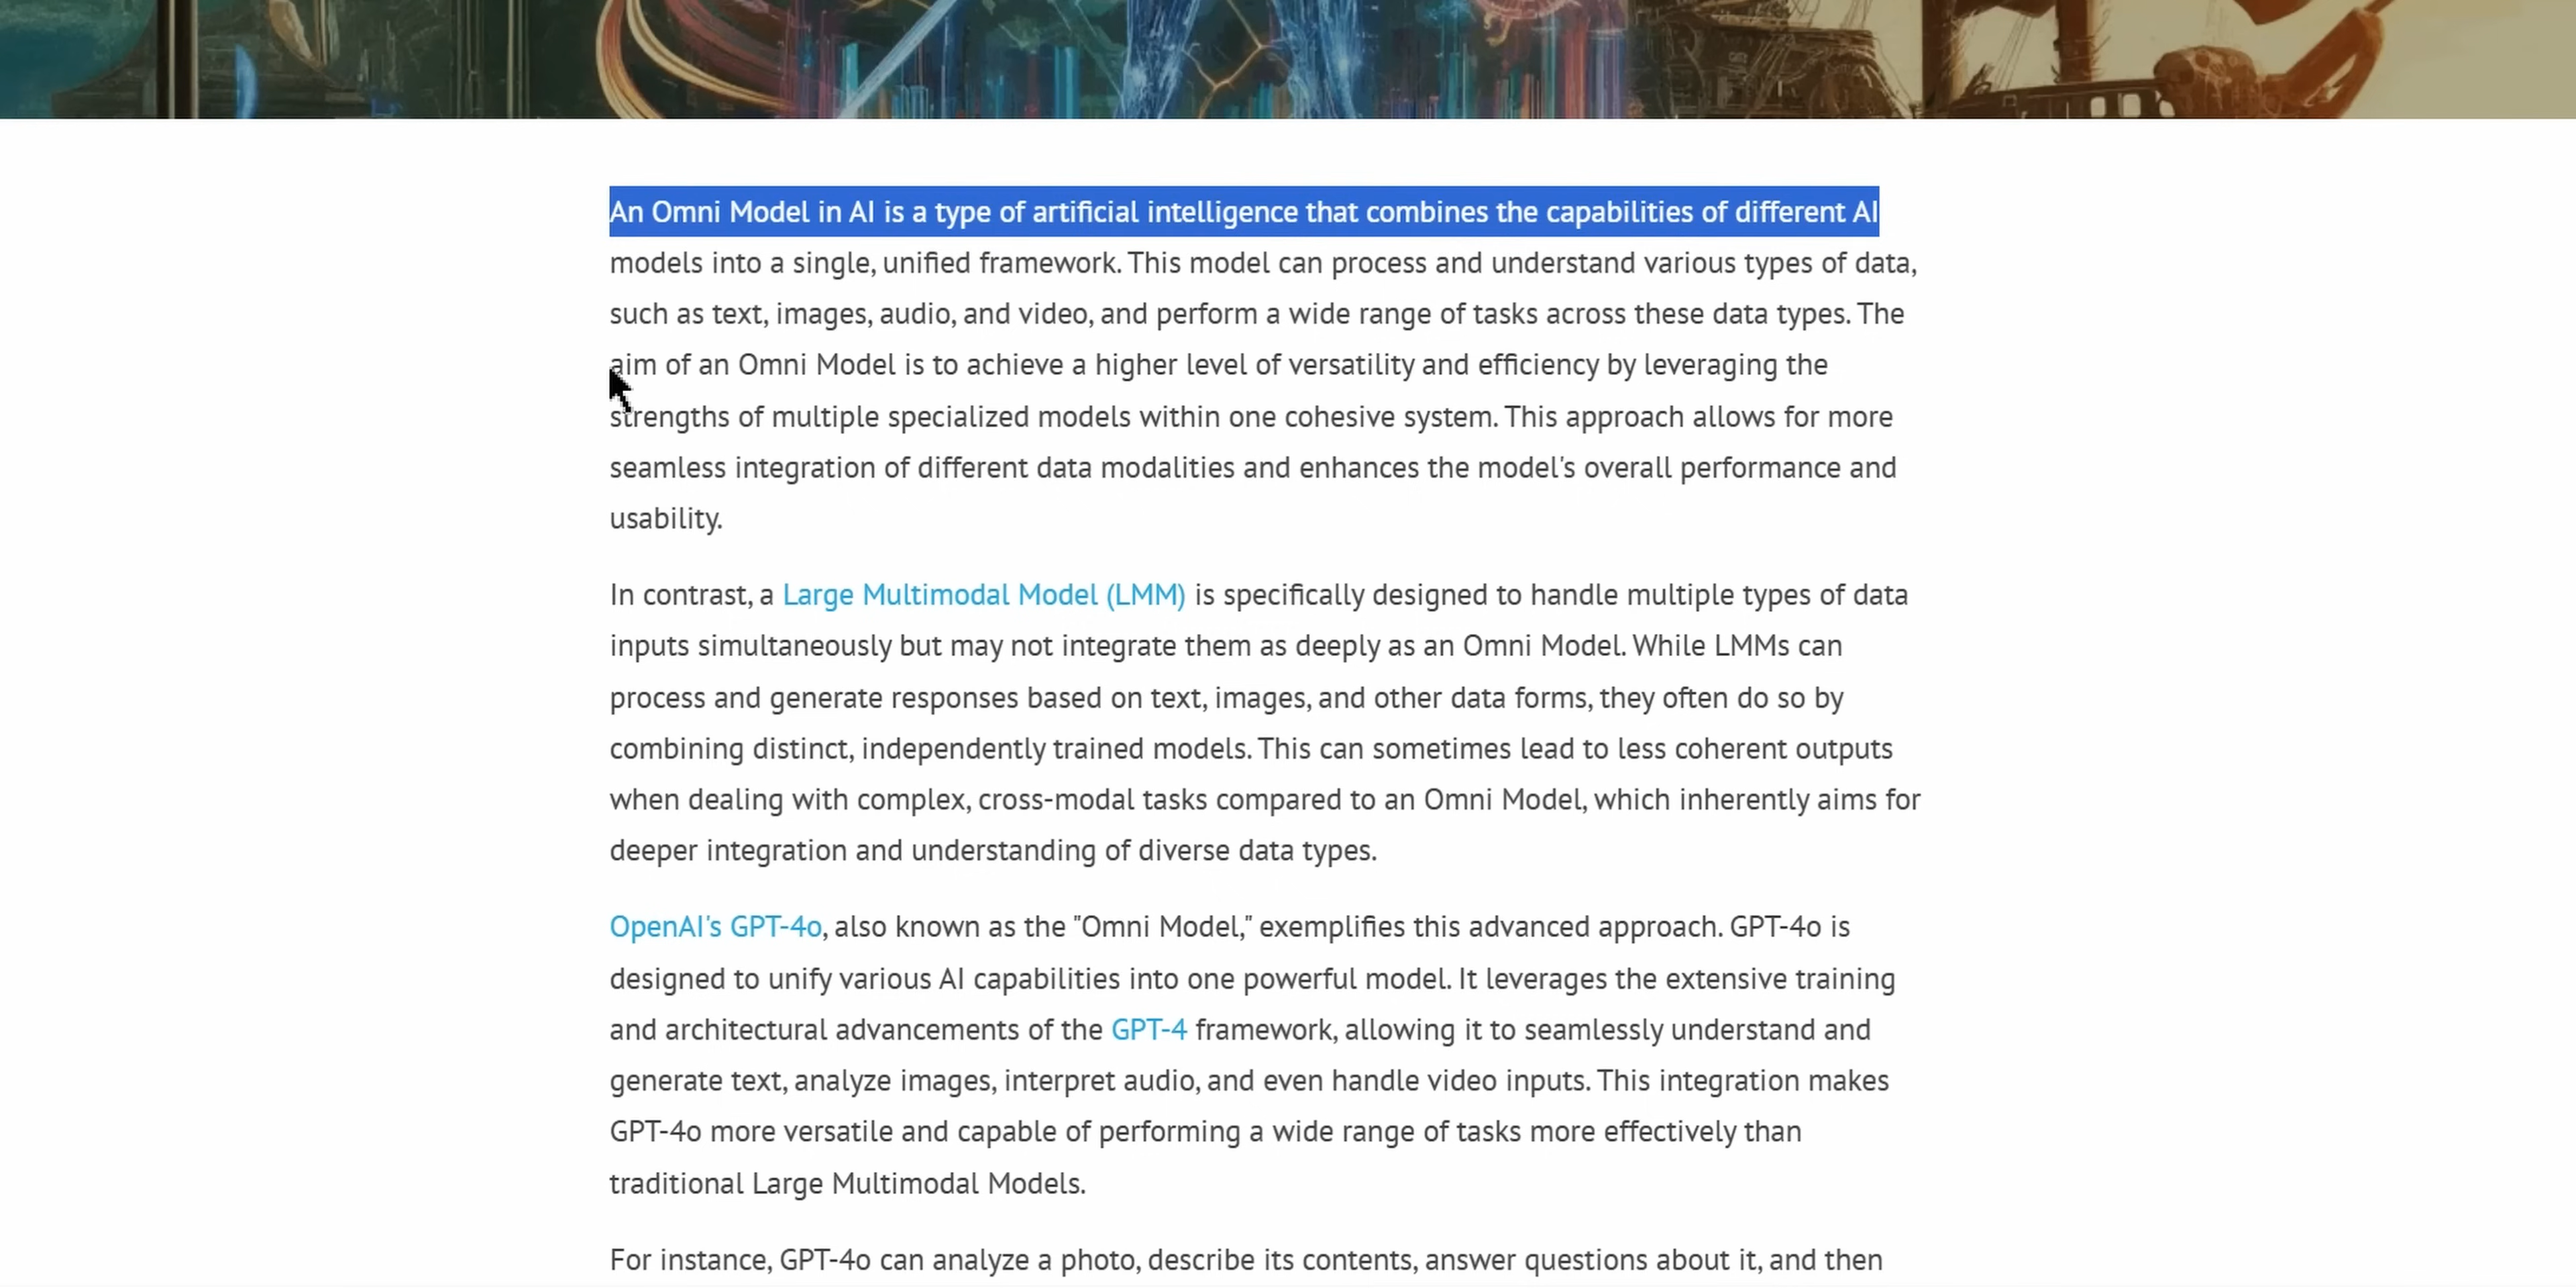 An Omni Model in AI is a type of artificial intelligence that combines the capabilities of different AI
models into a single, unified framework. This model can process and understand various types of data,
such as text, images, audio, and video, and perform a wide range of tasks across these data types. The
aim of an Omni Model is to achieve a higher level of versatility and efficiency by leveraging the
strengths of multiple specialized models within one cohesive system. This approach allows for more
seamless integration of different data modalities and enhances the model's overall performance and
usability.
In contrast, a Large Multimodal Model (LMM) is specifically designed to handle multiple types of data
inputs simultaneously but may not integrate them as deeply as an Omni Model. While LMMs can
process and generate responses based on text, images, and other data forms, they often do so by
combining distinct, independently trained models. This can sometimes lead to less coherent outputs
when dealing with complex, cross-modal tasks compared to an Omni Model, which inherently aims for
deeper integration and understanding of diverse data types.
OpenAI's GPT-4o, also known as the "Omni Model," exemplifies this advanced approach. GPT-4o is
designed to unify various AI capabilities into one powerful model. It leverages the extensive training
and architectural advancements of the GPT-4 framework, allowing it to seamlessly understand and
generate text, analyze images, interpret audio, and even handle video inputs. This integration makes
GPT-4o more versatile and capable of performing a wide range of tasks more effectively than
traditional Large Multimodal Models.
For instance, GPT-4o can analyze a photo, describe its contents, answer questions about it, and then